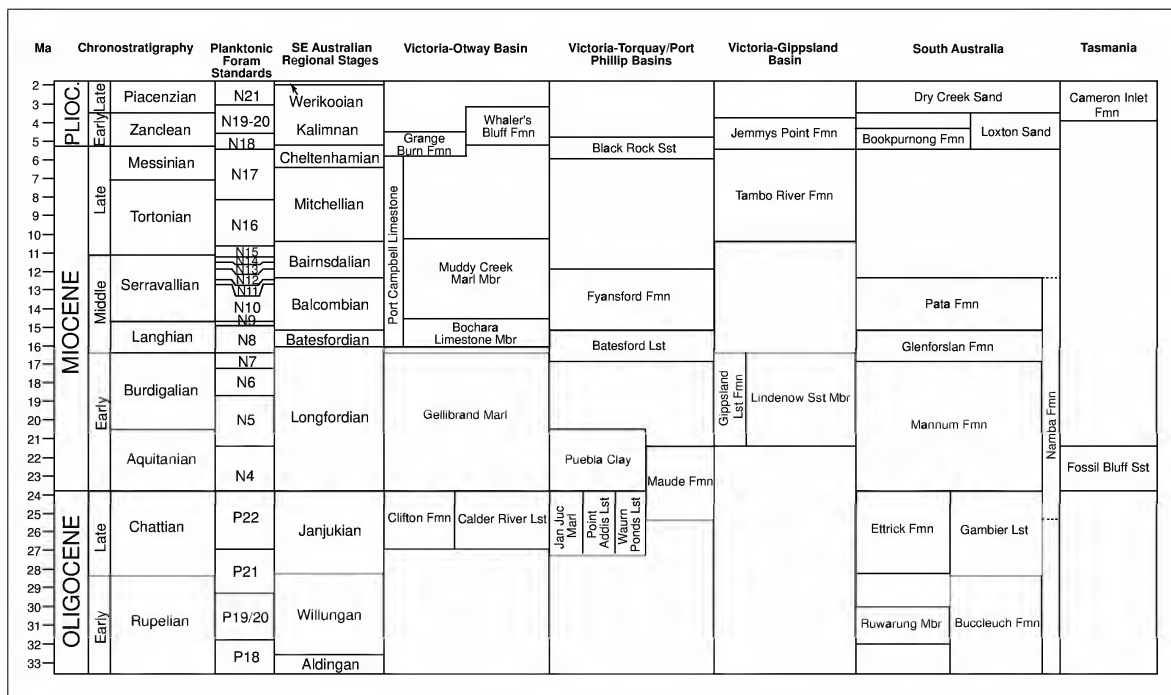 Ma
Chronostratigraphy
Planktonic
Foram
Standards
SE Australian
Regional Stages
Victoria-Otway Basin
Victoria-Torquay/Port
Phillip Basins
Victoria-Gippsland
Basin
South Australia
Tasmania
2
3
4
5
6
7
8
9
10
11
12
13
14
15
16
17
18
19
20
21
22
23
24
25
26
27
28
29
30
31
32
33
PLIOC.
MIOCENE
OLIGOCENE
Late
Early
Late
Middle
Early
Late
Early
Piacenzian
Zanclean
Messinian
Tortonian
Serravallian
Langhian
Burdigalian
Aquitanian
Chattian
Rupelian
N21
N19-20
N18
N17
N16
N15
N14
N13
N12
N11
N10
N9
N8
N7
N6
N5
N4
P22
P21
P19/20
P18
Werikooian
Kalimnan
Cheltenhamian
Mitchellian
Bairnsdalian
Balcombian
Batesfordian
Longfordian
Janjukian
Willungan
Aldingan
Grange
Burn Fmn
Whaler's
Bluff Fmn
Port Campbell Limestone
Muddy Creek
Marl Mbr
Bochara
Limestone Mbr
Gellibrand Marl
Clifton Fmn
Calder River Lst
Black Rock Sst
Fyansford Fmn
Batesford Lst
Puebla Clay
Maude Fmn
Jan Juc
Marl
Point
Addis Lst
Waurn
Ponds Lst
Jemmys Point Fmn
Tambo River Fmn
Gippsland
Lst Fmn
Lindenow Sst Mbr
Dry Creek Sand
Bookpurnong Fmn
Loxton Sand
Pata Fmn
Glenforslan Fmn
Mannum Fmn
Namba Fmn
Ettrick Fmn
Gambier Lst
Ruwarung Mbr
Buccleuch Fmn
Cameron Inlet
Fmn
Fossil Bluff Sst